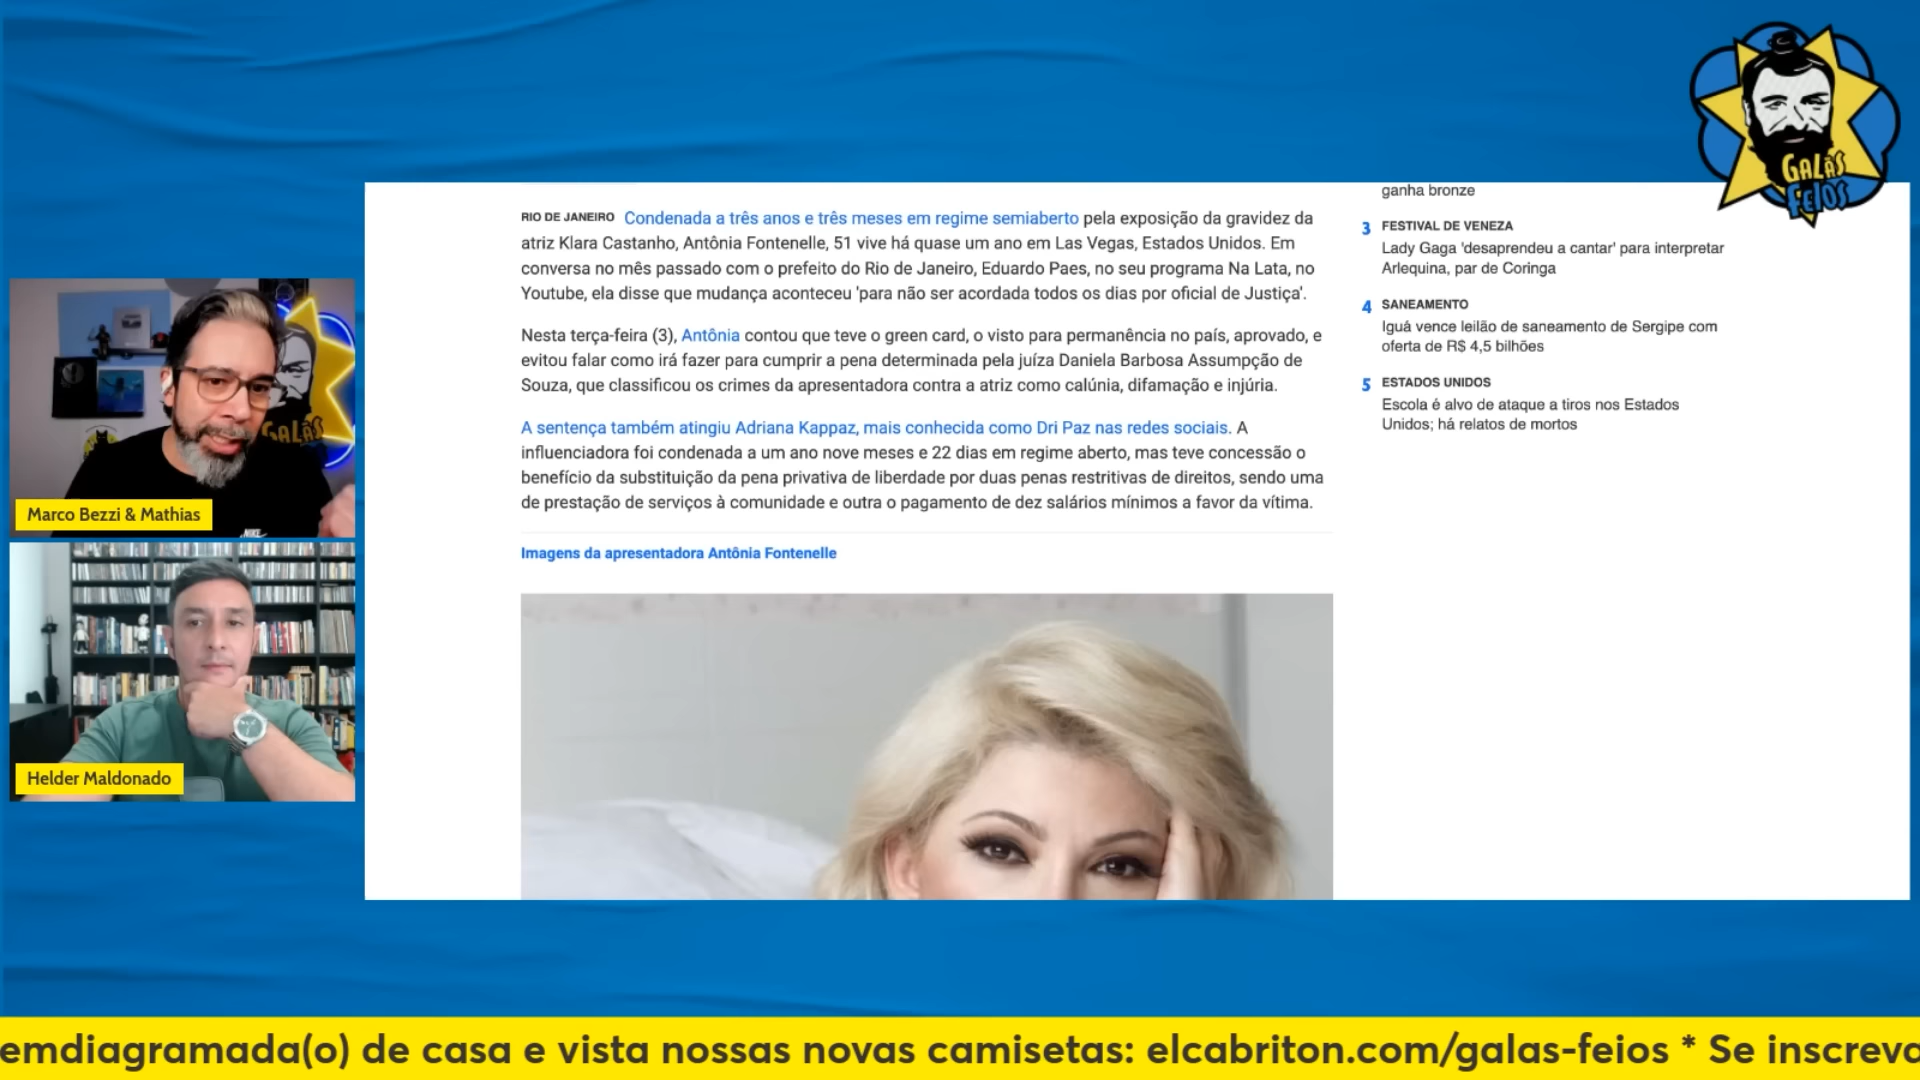 GALÃS
FEIOS
ganha bronze
3 FESTIVAL DE VENEZA
Lady Gaga 'desaprendeu a cantar' para interpretar
Arlequina, par de Coringa
4 SANEAMENTO
Iguá vence leilão de saneamento de Sergipe com
oferta de R$ 4,5 bilhões
5 ESTADOS UNIDOS
Escola é alvo de ataque a tiros nos Estados
Unidos; há relatos de mortos
RIO DE JANEIRO Condenada a três anos e três meses em regime semiaberto pela exposição da gravidez da
atriz Klara Castanho, Antônia Fontenelle, 51 vive há quase um ano em Las Vegas, Estados Unidos. Em
conversa no mês passado com o prefeito do Rio de Janeiro, Eduardo Paes, no seu programa Na Lata, no
Youtube, ela disse que mudança aconteceu 'para não ser acordada todos os dias por oficial de Justiça'.
Nesta terça-feira (3), Antônia contou que teve o green card, o visto para permanência no país, aprovado, e
evitou falar como irá fazer para cumprir a pena determinada pela juíza Daniela Barbosa Assumpção de
Souza, que classificou os crimes da apresentadora contra a atriz como calúnia, difamação e injúria.
A sentença também atingiu Adriana Kappaz, mais conhecida como Dri Paz nas redes sociais. A
influenciadora foi condenada a um ano nove meses e 22 dias em regime aberto, mas teve concessão o
benefício da substituição da pena privativa de liberdade por duas penas restritivas de direitos, sendo uma
de prestação de serviços à comunidade e outra o pagamento de dez salários mínimos a favor da vítima.
Imagens da apresentadora Antônia Fontenelle
GALÃS
NIKE
Marco Bezzi & Mathias
Helder Maldonado
emdiagramada(o) de casa e vista nossas novas camisetas: elcabriton.com/galas-feios * Se inscreva